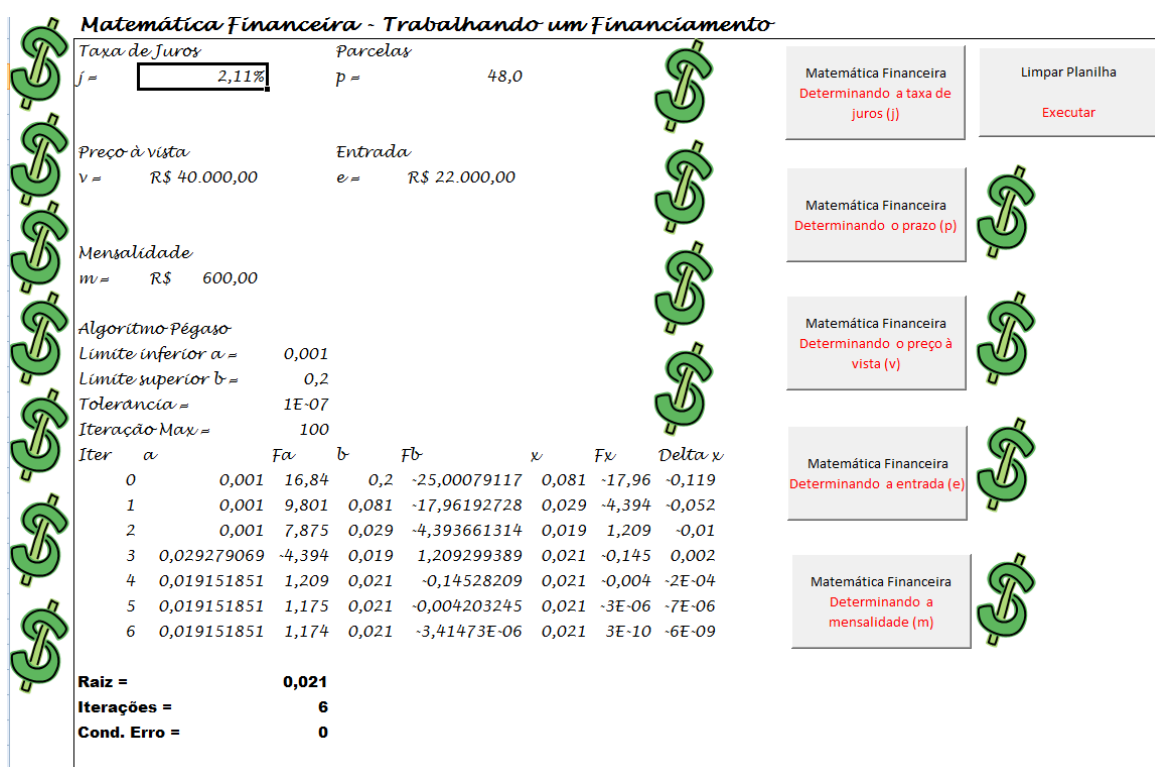 Matemática Financeira - Trabalhando um Financiamento
Taxa de Juros Parcelas
j = 2,11% p = 48,0
Preço à vista Entrada
v = R$ 40.000,00 e = R$ 22.000,00
Mensalidade
m = R$ 600,00
Algoritmo Pégaso
Limite inferior a = 0,001
Limite superior b = 0,2
Tolerância = 1E-07
Iteração Max = 100
Iter a Fa b Fb x Fx Delta x
0 0,001 16,84 0,2 -25,00079117 0,081 -17,96 -0,119
1 0,001 9,801 0,081 -17,96192728 0,029 -4,394 -0,052
2 0,001 7,875 0,029 -4,393661314 0,019 1,209 -0,01
3 0,029279069 -4,394 0,019 1,209299389 0,021 -0,145 0,002
4 0,019151851 1,209 0,021 -0,14528209 0,021 -0,004 -2E-04
5 0,019151851 1,175 0,021 -0,004203245 0,021 -3E-06 -7E-06
6 0,019151851 1,174 0,021 -3,41473E-06 0,021 3E-10 -6E-09
Raiz = 0,021
Iterações = 6
Cond. Erro = 0
Matemática Financeira
Determinando a taxa de
juros (j)
Limpar Planilha
Executar
Matemática Financeira
Determinando o prazo (p)
Matemática Financeira
Determinando o preço à
vista (v)
Matemática Financeira
Determinando a entrada (e)
Matemática Financeira
Determinando a
mensalidade (m)